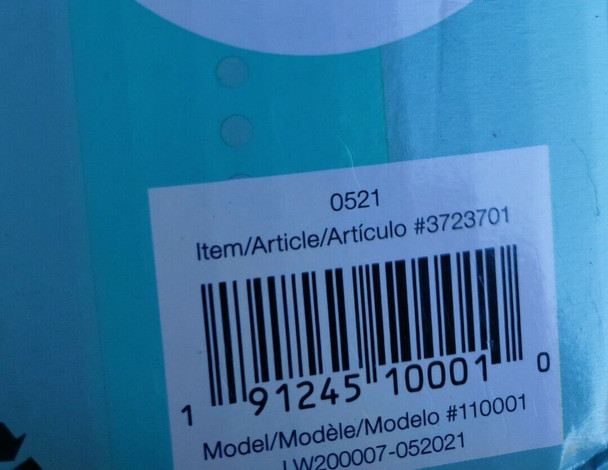 0521
Item/Article/Artículo #3723701
1 91245 10001 0
Model/Modèle/Modelo #110001
LW200007-052021